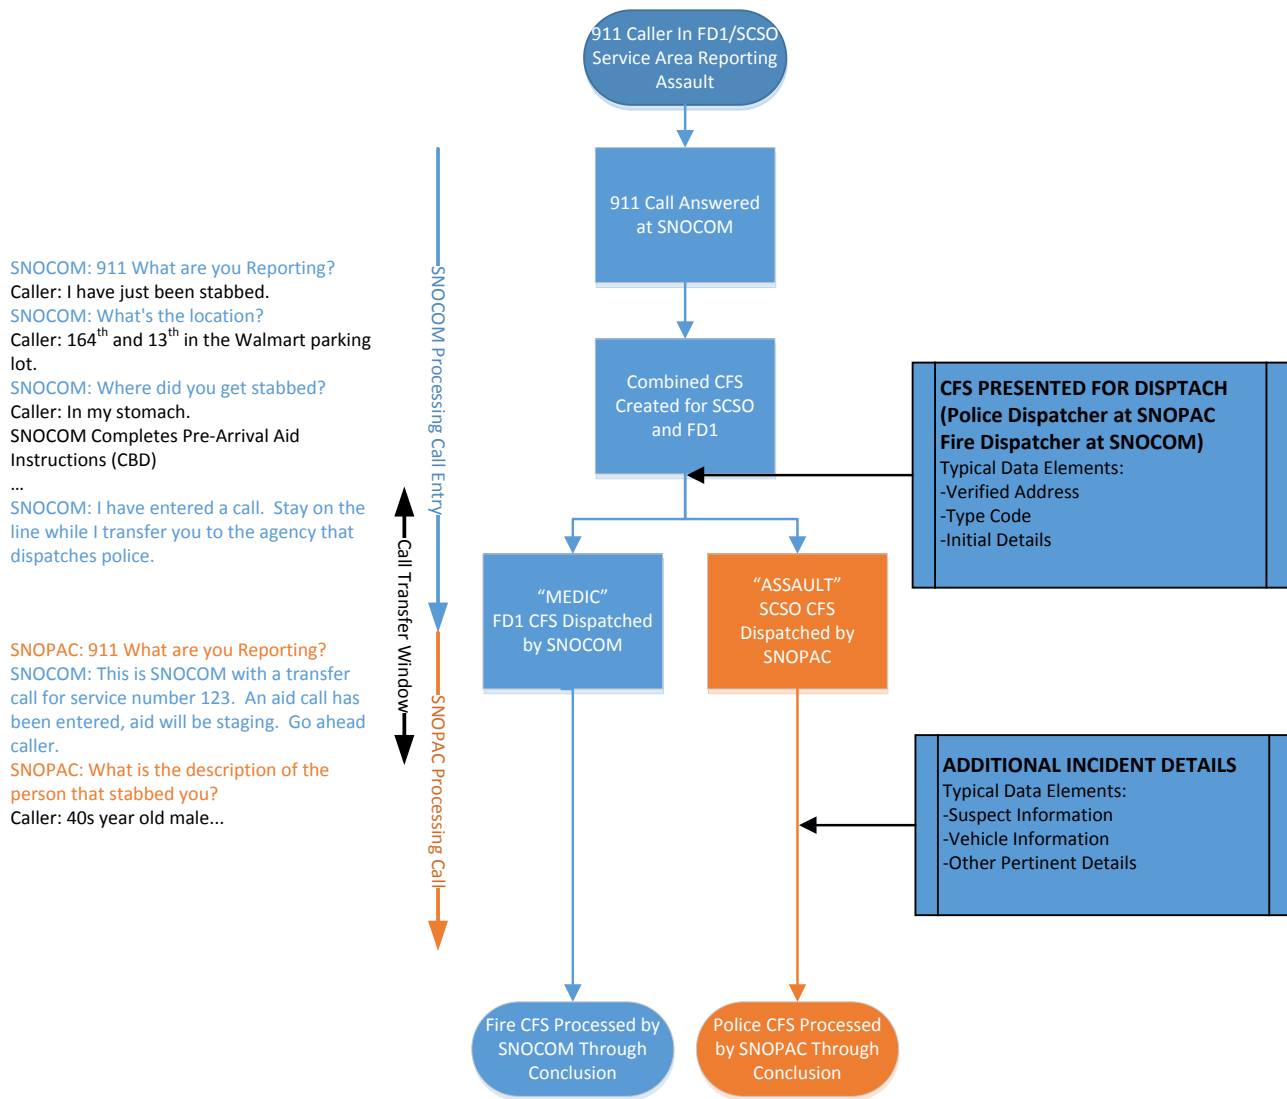 911 Caller In FD1/SCSO
Service Area Reporting
Assault
911 Call Answered
at SNOCOM
SNOCOM: 911 What are you Reporting?
Caller: I have just been stabbed.
SNOCOM: What's the location?
Caller: 164th and 13th in the Walmart parking
lot.
SNOCOM: Where did you get stabbed?
Caller: In my stomach.
SNOCOM Completes Pre-Arrival Aid
Instructions (CBD)
...
SNOCOM: I have entered a call.  Stay on the
line while I transfer you to the agency that
dispatches police.
SNOPAC: 911 What are you Reporting?
SNOCOM: This is SNOCOM with a transfer
call for service number 123.  An aid call has
been entered, aid will be staging.  Go ahead
caller.
SNOPAC: What is the description of the
person that stabbed you?
Caller: 40s year old male...
Call Transfer Window
SNOCOM Processing Call Entry
SNOPAC Processing Call
Combined CFS
Created for SCSO
and FD1
CFS PRESENTED FOR DISPTACH
(Police Dispatcher at SNOPAC
Fire Dispatcher at SNOCOM)
Typical Data Elements:
-Verified Address
-Type Code
-Initial Details
“MEDIC”
FD1 CFS Dispatched
by SNOCOM
“ASSAULT”
SCSO CFS
Dispatched by
SNOPAC
ADDITIONAL INCIDENT DETAILS
Typical Data Elements:
-Suspect Information
-Vehicle Information
-Other Pertinent Details
Fire CFS Processed by
SNOCOM Through
Conclusion
Police CFS Processed
by SNOPAC Through
Conclusion